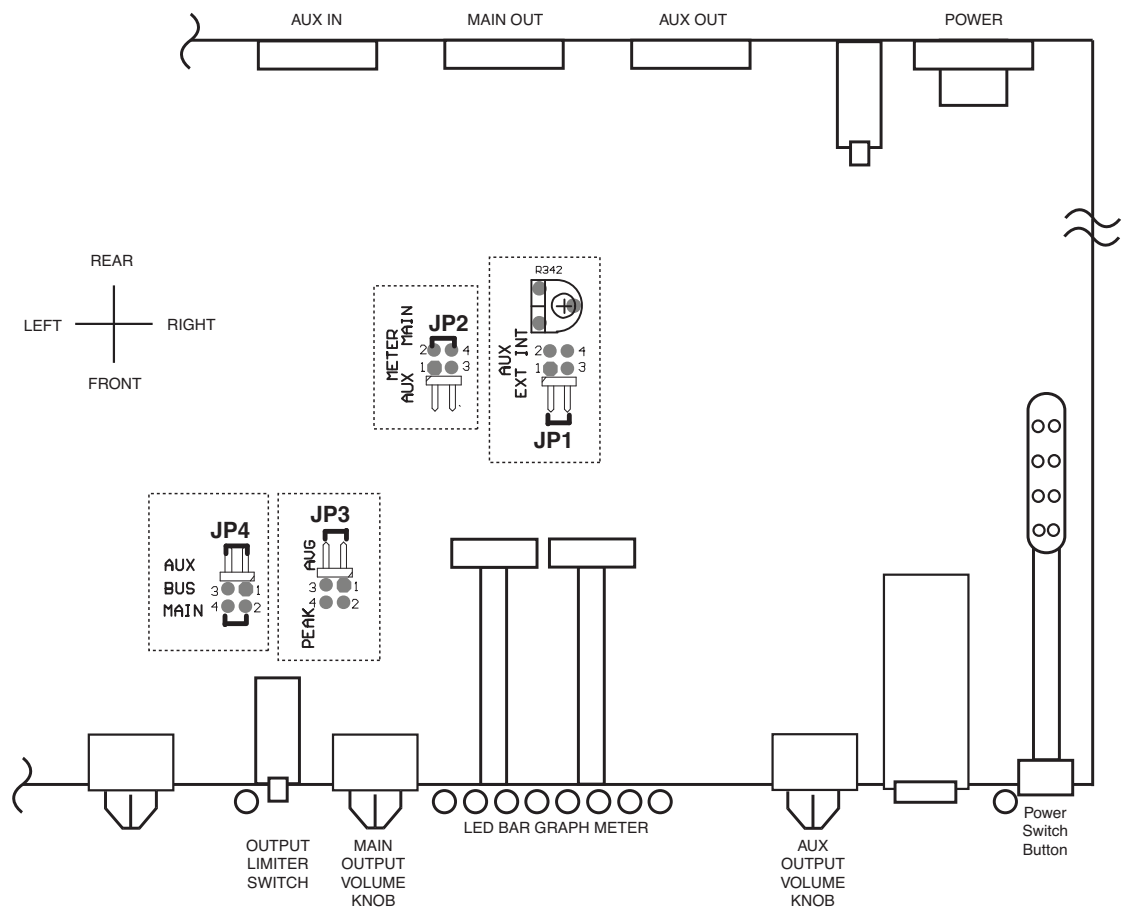 AUX IN
MAIN OUT
AUX OUT
POWER
REAR
LEFT
RIGHT
FRONT
METER
AUX MAIN
JP2
2 4
1 3
R342
AUX
EXT INT
2 4
1 3
JP1
JP4
AUX
BUS
MAIN
3 1
4 2
JP3
PEAK AVG
3 1
4 2
OUTPUT
LIMITER
SWITCH
MAIN
OUTPUT
VOLUME
KNOB
LED BAR GRAPH METER
AUX
OUTPUT
VOLUME
KNOB
Power
Switch
Button